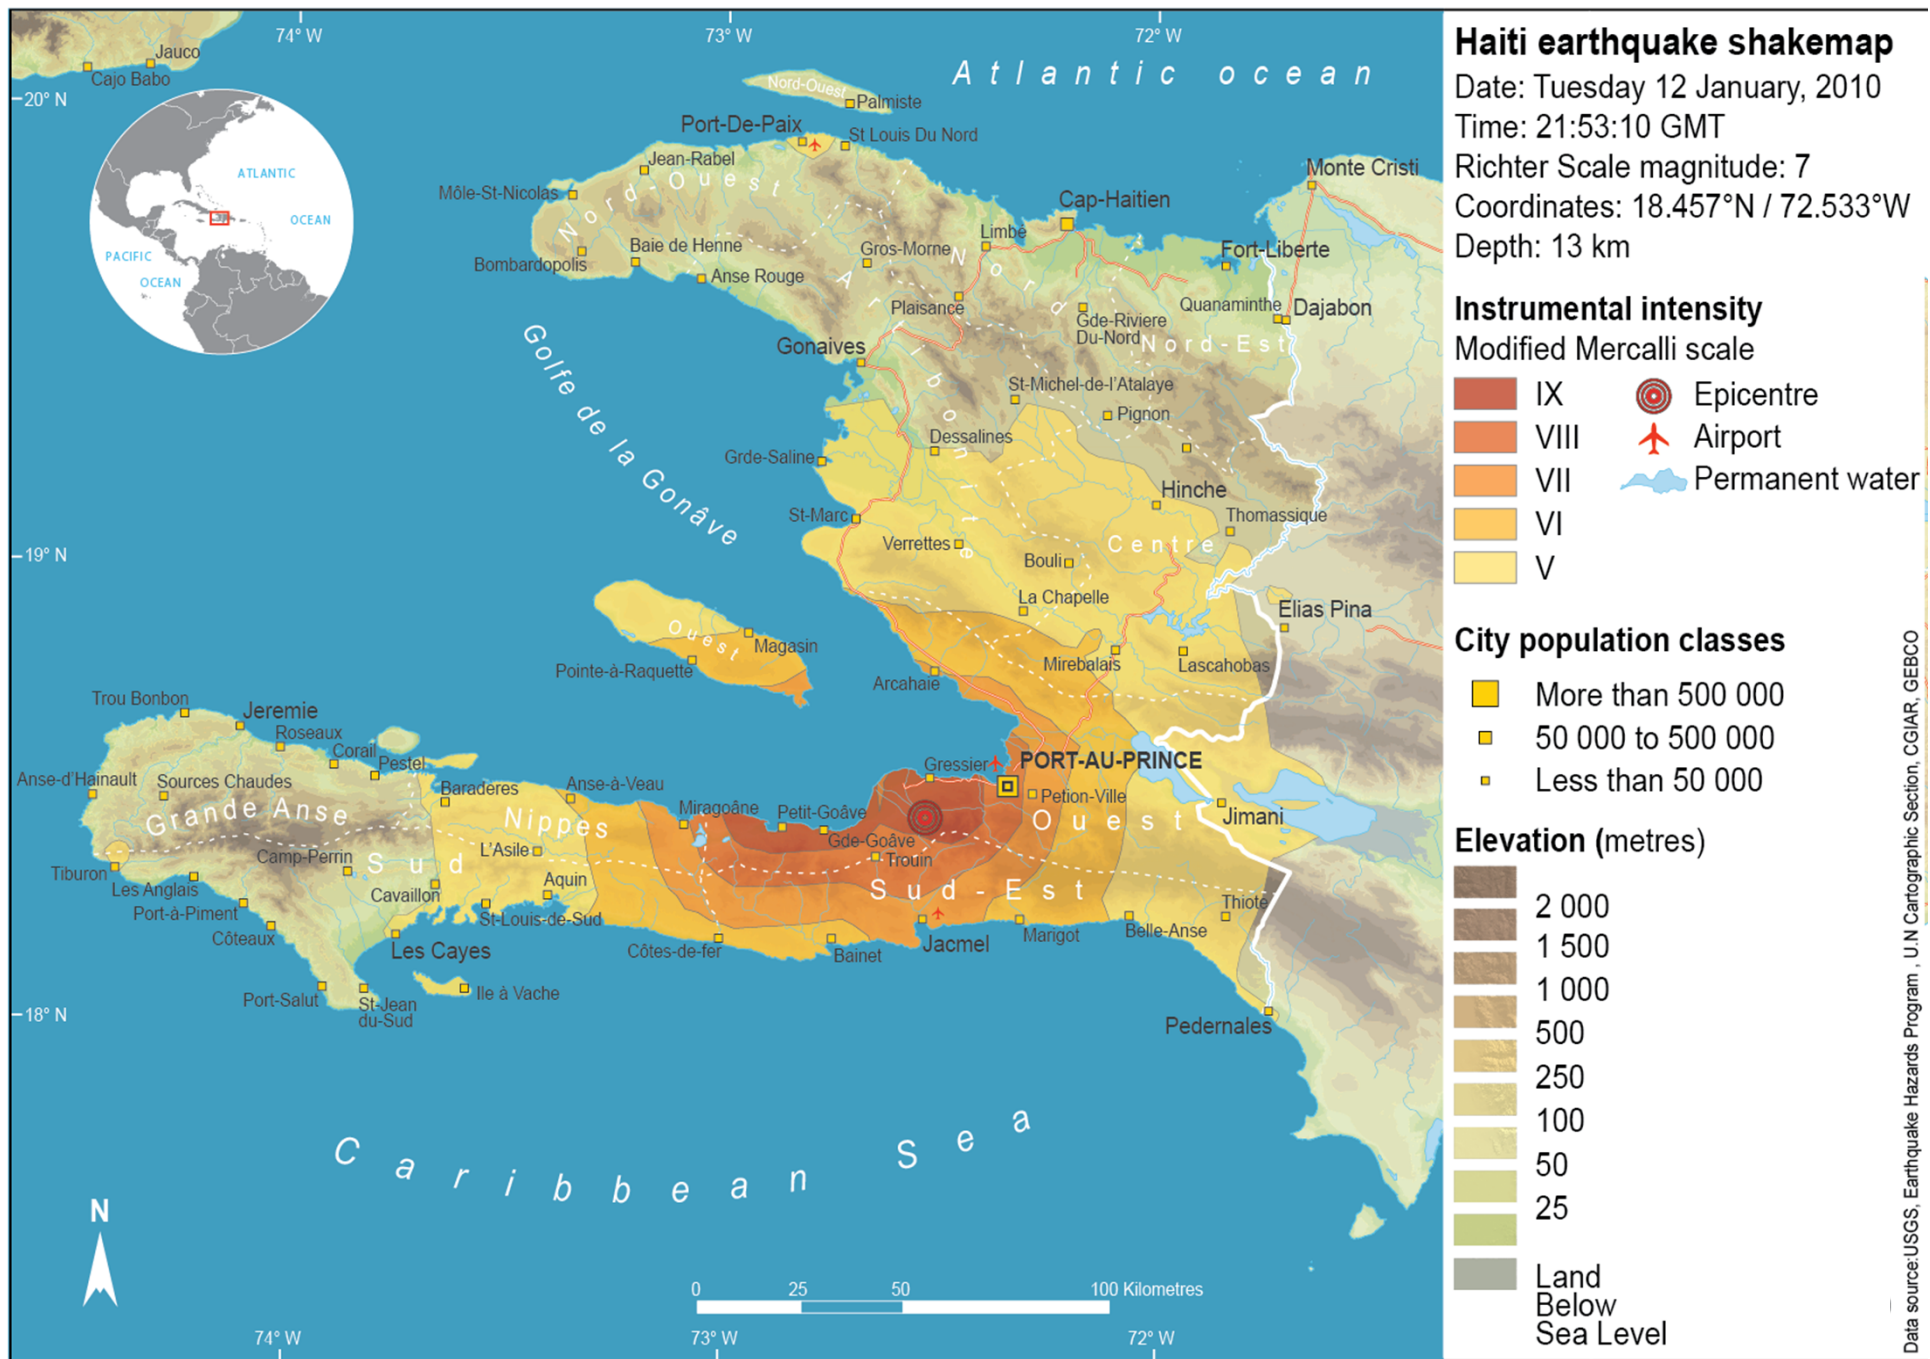 74° W
73° W
72° W
Jauco
Cajo Babo
20° N
ATLANTIC
OCEAN
PACIFIC
OCEAN
Atlantic ocean
Nord-Ouest
Palmiste
Port-De-Paix
St Louis Du Nord
Jean-Rabel
Môle-St-Nicolas
Nord-Ouest
Monte Cristi
Cap-Haitien
Limbe
Baie de Henne
Gros-Morne
Nord
Fort-Liberte
Bombardopolis
Anse Rouge
Artibonite
Plaisance
Quanaminthe
Dajabon
Gde-Riviere
Du-Nord
Nord-Est
Gonaives
Golfe de la Gonâve
St-Michel-de-l'Atalaye
Pignon
Dessalines
Grde-Saline
Hinche
St-Marc
Thomassique
Verrettes
Centre
19° N
Bouli
La Chapelle
Elias Pina
Ouest
Magasin
Pointe-à-Raquette
Mirebalais
Lascahobas
Arcahaie
Trou Bonbon
Jeremie
Roseaux
Corail
Pestel
Gressier
PORT-AU-PRINCE
Anse-d'Hainault
Sources Chaudes
Baraderes
Anse-à-Veau
Petion-Ville
Grande Anse
Nippes
Miragoâne
Petit-Goâve
Ouest
Jimani
Gde-Goâve
Trouin
Camp-Perrin
Sud
L'Asile
Tiburon
Les Anglais
Cavaillon
Aquin
Sud-Est
Thiote
Port-à-Piment
St-Louis-de-Sud
Côteaux
Les Cayes
Côtes-de-fer
Bainet
Jacmel
Marigot
Belle-Anse
Port-Salut
St-Jean
du-Sud
Ile à Vache
18° N
Pedernales
Caribbean Sea
N
0 25 50 100 Kilometres
74° W
73° W
72° W
Haiti earthquake shakemap
Date: Tuesday 12 January, 2010
Time: 21:53:10 GMT
Richter Scale magnitude: 7
Coordinates: 18.457°N / 72.533°W
Depth: 13 km
Instrumental intensity
Modified Mercalli scale
IX
VIII
VII
VI
V
Epicentre
Airport
Permanent water
City population classes
More than 500 000
50 000 to 500 000
Less than 50 000
Elevation (metres)
2 000
1 500
1 000
500
250
100
50
25
Land
Below
Sea Level
Data source:USGS, Earthquake Hazards Program , U.N Cartographic Section, CGIAR, GEBCO